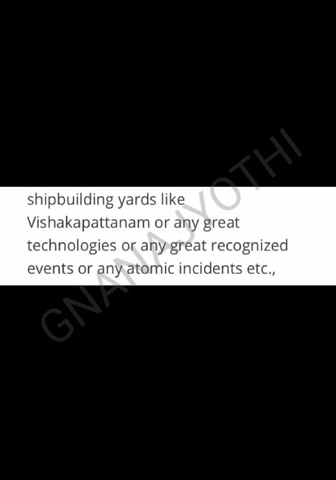 shipbuilding yards like
Vishakapattanam or any great
technologies or any great recognized
events or any atomic incidents etc.,
GNANAJYOTHI